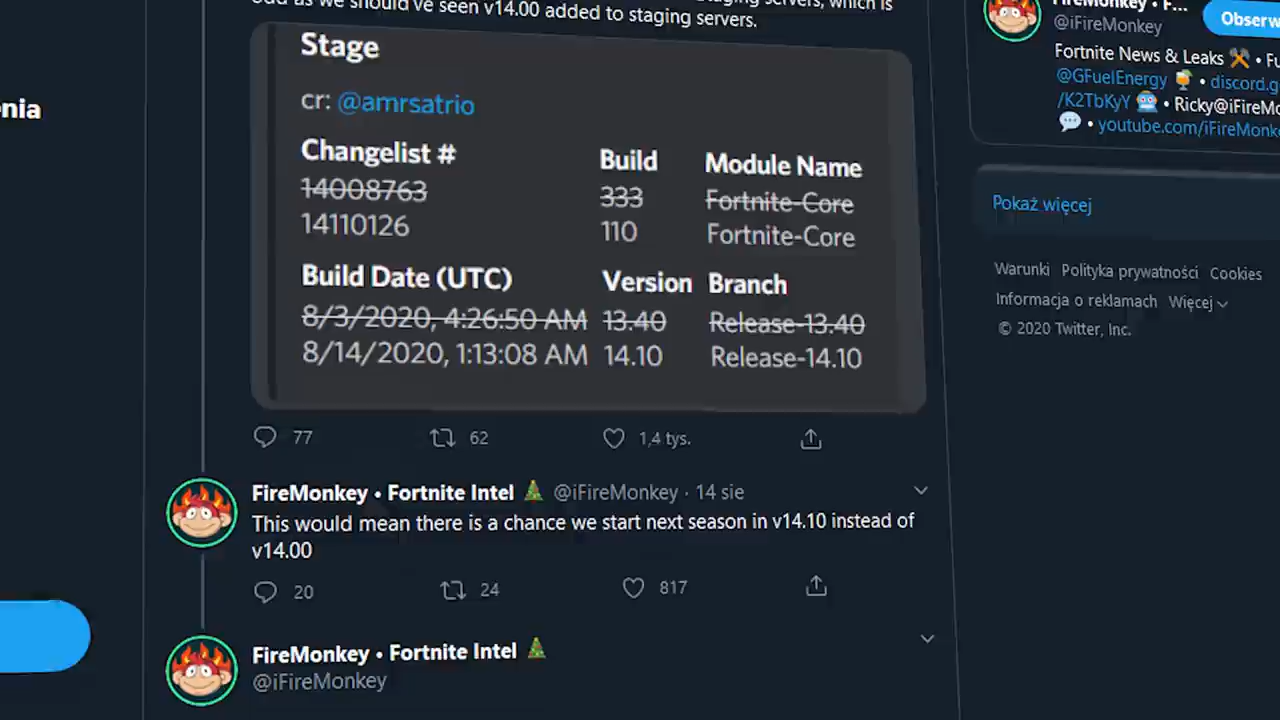 odd as we should've seen v14.00 added to staging servers.
staging servers, which is
Stage
cr: @amrsatrio
Changelist # Build Module Name
14008763 333 Fortnite-Core
14110126 110 Fortnite-Core
Build Date (UTC) Version Branch
8/3/2020, 4:26:50 AM 13.40 Release-13.40
8/14/2020, 1:13:08 AM 14.10 Release-14.10
77 62 1,4 tys.
FireMonkey • Fortnite Intel 🎄 @iFireMonkey · 14 sie
This would mean there is a chance we start next season in v14.10 instead of
v14.00
20 24 817
FireMonkey • Fortnite Intel 🎄
@iFireMonkey
nia
FireMonkey • F...
@iFireMonkey
Obserw
Fortnite News & Leaks ⚒️ • Fu
@GFuelEnergy 🍹 • discord.g
/K2TbKyY 🤖 • Ricky@iFireMo
💬 • youtube.com/iFireMonk
Pokaż więcej
Warunki Polityka prywatności Cookies
Informacja o reklamach Więcej
© 2020 Twitter, Inc.